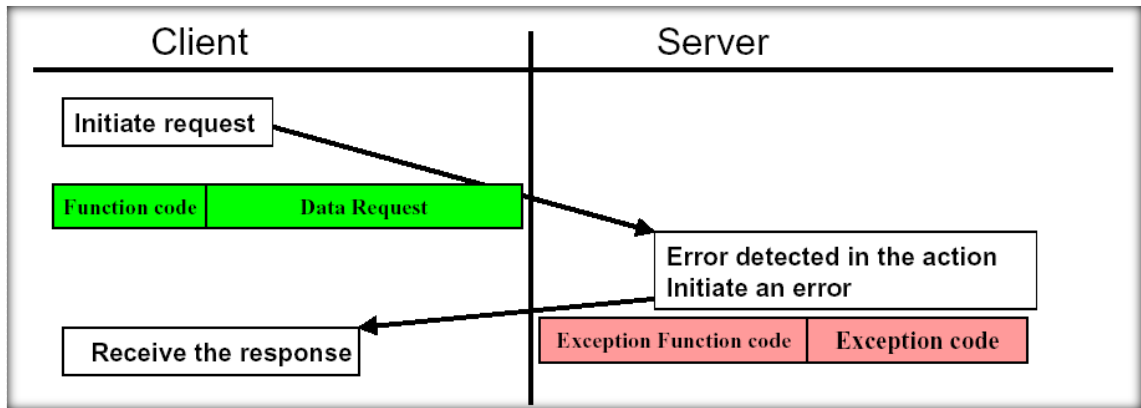 Client
Server
Initiate request
Function code
Data Request
Error detected in the action
Initiate an error
Receive the response
Exception Function code
Exception code